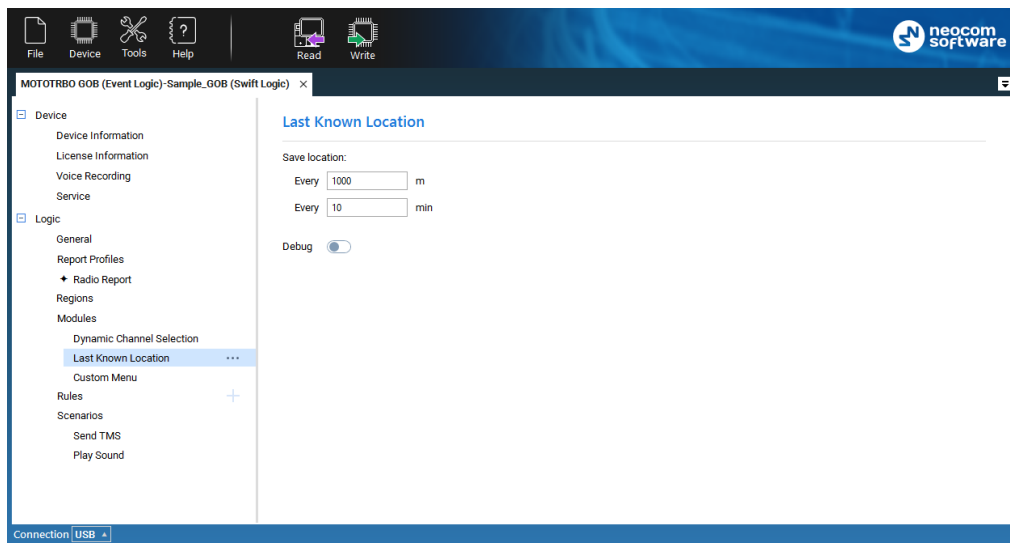 File Device Tools Help Read Write
neocom
software
MOTOTRBO GOB (Event Logic)-Sample_GOB (Swift Logic) ×
Device
Device Information
License Information
Voice Recording
Service
Logic
General
Report Profiles
Radio Report
Regions
Modules
Dynamic Channel Selection
Last Known Location
Custom Menu
Rules
Scenarios
Send TMS
Play Sound
Last Known Location
Save location:
Every 1000 m
Every 10 min
Debug
Connection USB